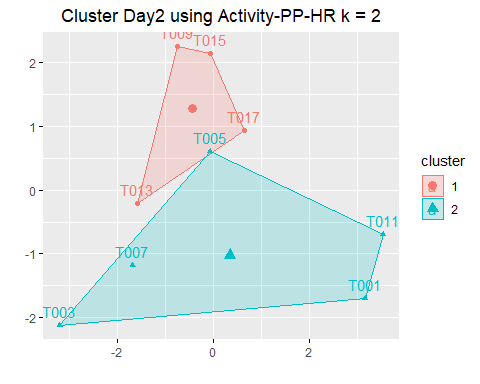 Cluster Day2 using Activity-PP-HR k = 2
T009
T015
2
T017
1
T005
T013
0
T011
T007
-1
T001
T003
-2
-2
0
2
cluster
1
2